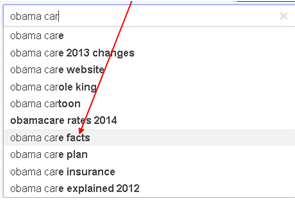 obama car
obama care
obama care 2013 changes
obama care website
obama carole king
obama cartoon
obamacare rates 2014
obama care facts
obama care plan
obama care insurance
obama care explained 2012